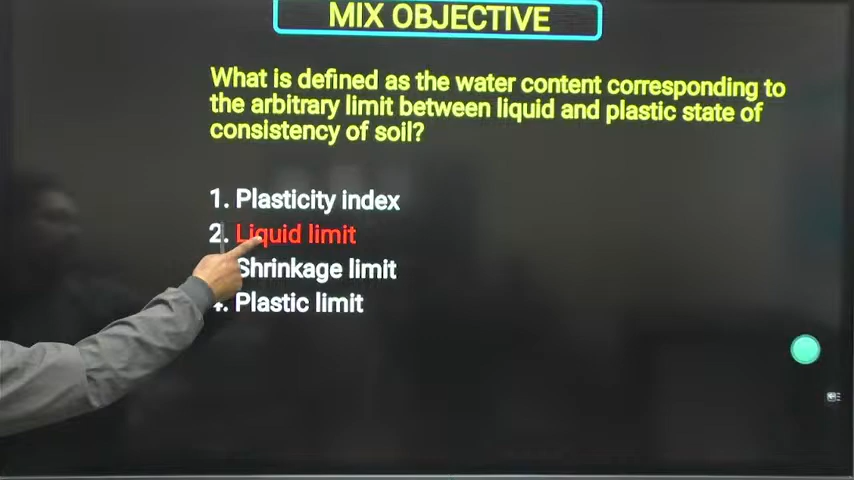 MIX OBJECTIVE
What is defined as the water content corresponding to
the arbitrary limit between liquid and plastic state of
consistency of soil?
1. Plasticity index
2. Liquid limit
Shrinkage limit
4. Plastic limit